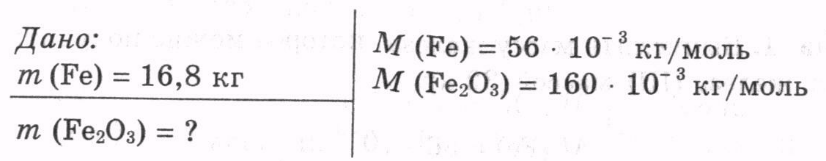 Дано:
m (Fe) = 16,8 кг
m (Fe₂O₃) = ?
M (Fe) = 56 · 10⁻³ кг/моль
M (Fe₂O₃) = 160 · 10⁻³ кг/моль